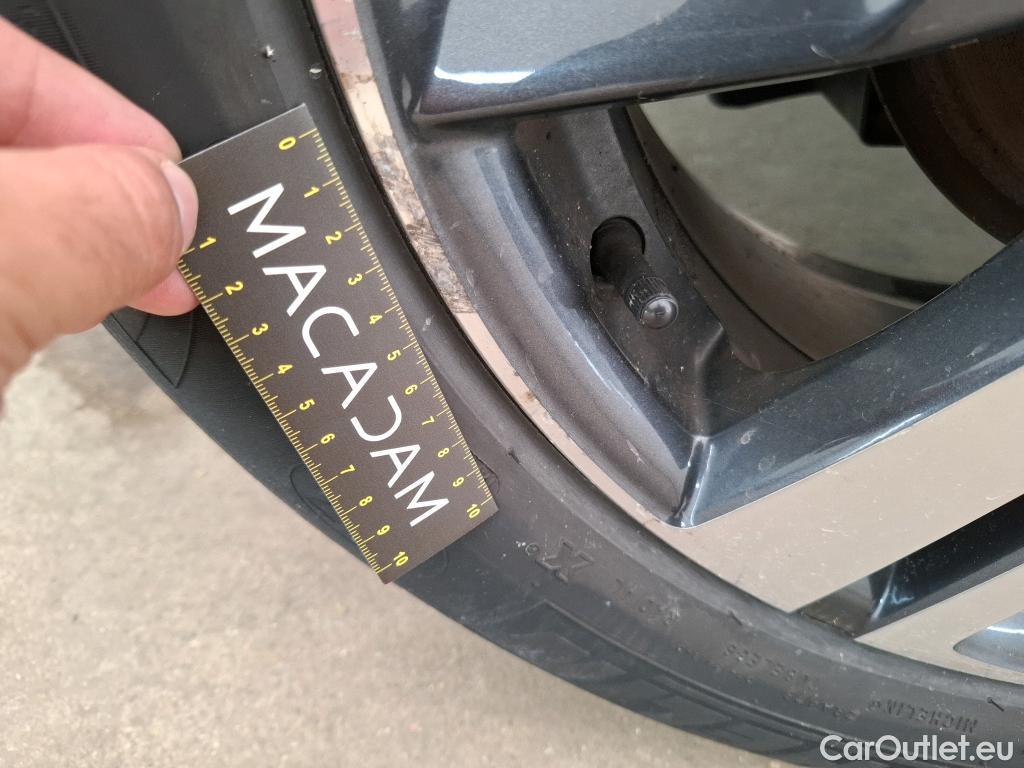 0 1 2 3 4 5 6 7 8 9 10
MACADAM
1 2 3 4 5 6 7 8 9 10
X
TUBELESS
MICHELIN
CarOutlet.eu